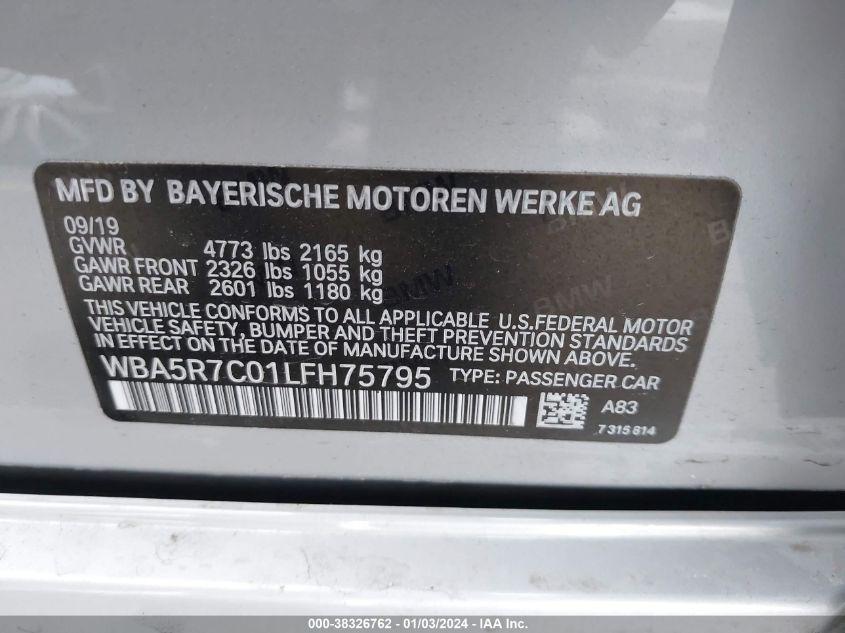 MFD BY BAYERISCHE MOTOREN WERKE AG
09/19
GVWR 4773 lbs 2165 kg
GAWR FRONT 2326 lbs 1055 kg
GAWR REAR 2601 lbs 1180 kg
THIS VEHICLE CONFORMS TO ALL APPLICABLE U.S.FEDERAL MOTOR
VEHICLE SAFETY, BUMPER AND THEFT PREVENTION STANDARDS
IN EFFECT ON THE DATE OF MANUFACTURE SHOWN ABOVE.
WBA5R7C01LFH75795 TYPE: PASSENGER CAR
A83
7315814
000-38326762 - 01/03/2024 - IAA Inc.